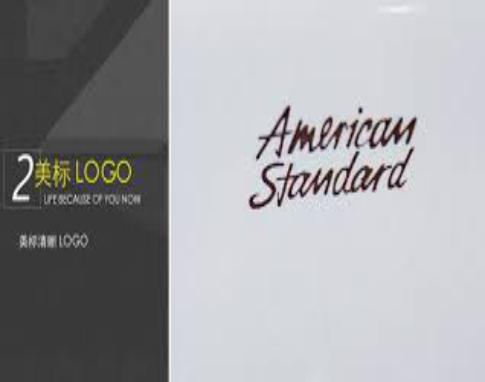 2
美标 LOGO
LIFE BECAUSE OF YOU NOW
美标清晰 LOGO
American
Standard